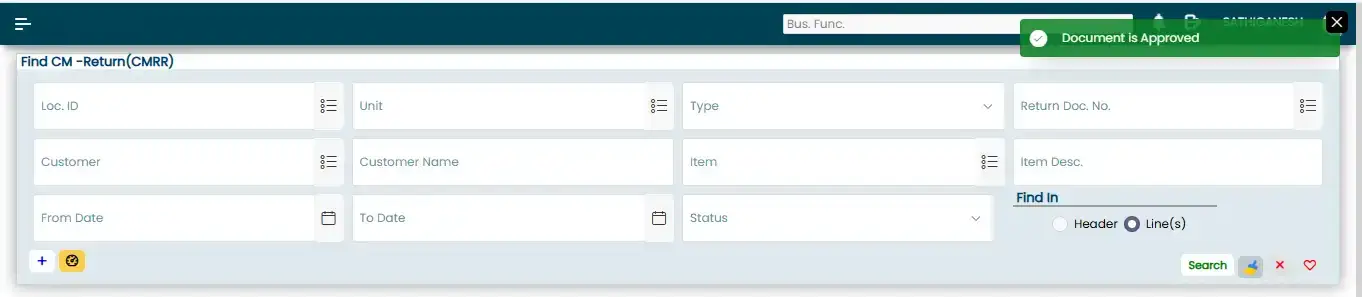 Bus. Func.
SATHIGANESH
Document is Approved
Find CM -Return(CMRR)
Loc. ID
Unit
Type
Return Doc. No.
Customer
Customer Name
Item
Item Desc.
From Date
To Date
Status
Find In
Header
Line(s)
Search